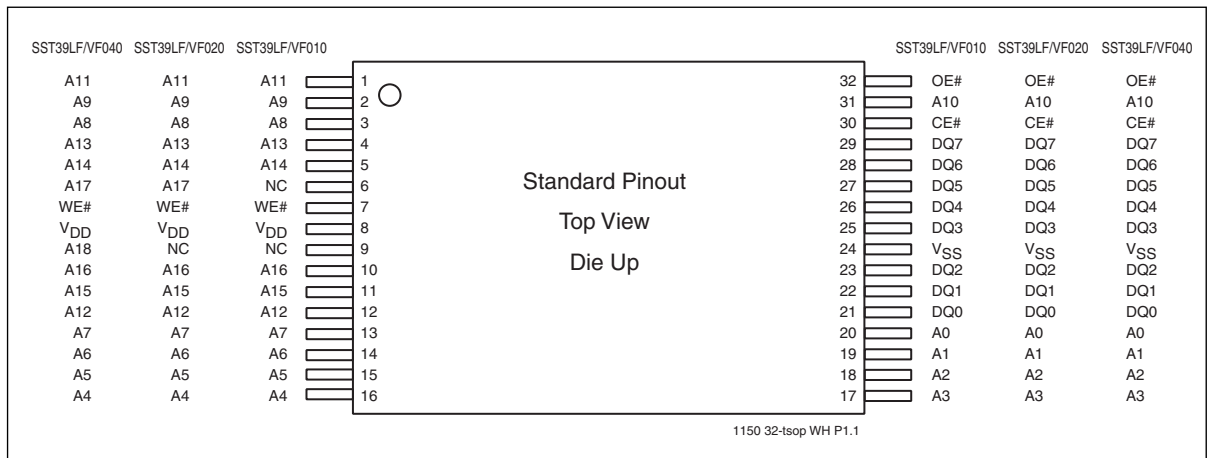 SST39LF/VF040 SST39LF/VF020 SST39LF/VF010 SST39LF/VF010 SST39LF/VF020 SST39LF/VF040
A11 A11 A11 1 32 OE# OE# OE#
A9 A9 A9 2 31 A10 A10 A10
A8 A8 A8 3 30 CE# CE# CE#
A13 A13 A13 4 29 DQ7 DQ7 DQ7
A14 A14 A14 5 28 DQ6 DQ6 DQ6
A17 A17 NC 6 Standard Pinout 27 DQ5 DQ5 DQ5
WE# WE# WE# 7 26 DQ4 DQ4 DQ4
Top View
VDD VDD VDD 8 25 DQ3 DQ3 DQ3
A18 NC NC 9 24 VSS VSS VSS
Die Up
A16 A16 A16 10 23 DQ2 DQ2 DQ2
A15 A15 A15 11 22 DQ1 DQ1 DQ1
A12 A12 A12 12 21 DQ0 DQ0 DQ0
A7 A7 A7 13 20 A0 A0 A0
A6 A6 A6 14 19 A1 A1 A1
A5 A5 A5 15 18 A2 A2 A2
A4 A4 A4 16 17 A3 A3 A3
1150 32-tsop WH P1.1